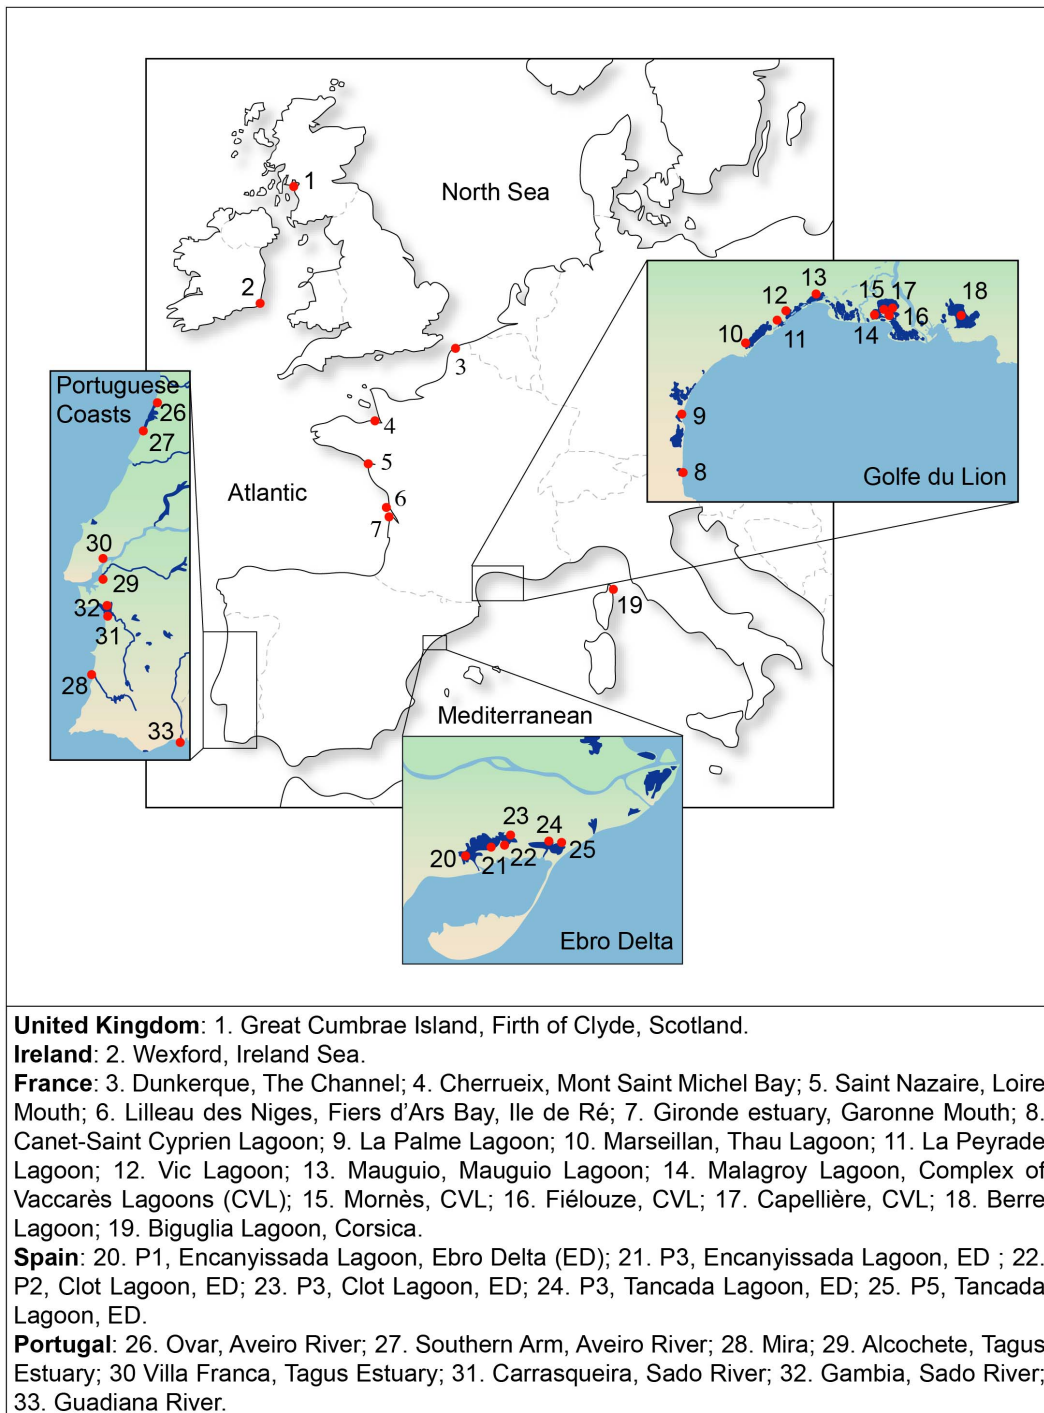 North Sea
1
2
3
13
12
15
17
18
10
11
14
16
9
8
Golfe du Lion
Portuguese
Coasts
26
27
4
5
Atlantic
6
7
30
29
32
31
28
33
19
Mediterranean
23
24
20
21
22
25
Ebro Delta
United Kingdom: 1. Great Cumbrae Island, Firth of Clyde, Scotland.
Ireland: 2. Wexford, Ireland Sea.
France: 3. Dunkerque, The Channel; 4. Cherrueix, Mont Saint Michel Bay; 5. Saint Nazaire, Loire
Mouth; 6. Lilleau des Niges, Fiers d'Ars Bay, Ile de Ré; 7. Gironde estuary, Garonne Mouth; 8.
Canet-Saint Cyprien Lagoon; 9. La Palme Lagoon; 10. Marseillan, Thau Lagoon; 11. La Peyrade
Lagoon; 12. Vic Lagoon; 13. Mauguio, Mauguio Lagoon; 14. Malagroy Lagoon, Complex of
Vaccarès Lagoons (CVL); 15. Mornès, CVL; 16. Fiélouze, CVL; 17. Capellière, CVL; 18. Berre
Lagoon; 19. Biguglia Lagoon, Corsica.
Spain: 20. P1, Encanyissada Lagoon, Ebro Delta (ED); 21. P3, Encanyissada Lagoon, ED ; 22.
P2, Clot Lagoon, ED; 23. P3, Clot Lagoon, ED; 24. P3, Tancada Lagoon, ED; 25. P5, Tancada
Lagoon, ED.
Portugal: 26. Ovar, Aveiro River; 27. Southern Arm, Aveiro River; 28. Mira; 29. Alcochete, Tagus
Estuary; 30 Villa Franca, Tagus Estuary; 31. Carrasqueira, Sado River; 32. Gambia, Sado River;
33. Guadiana River.